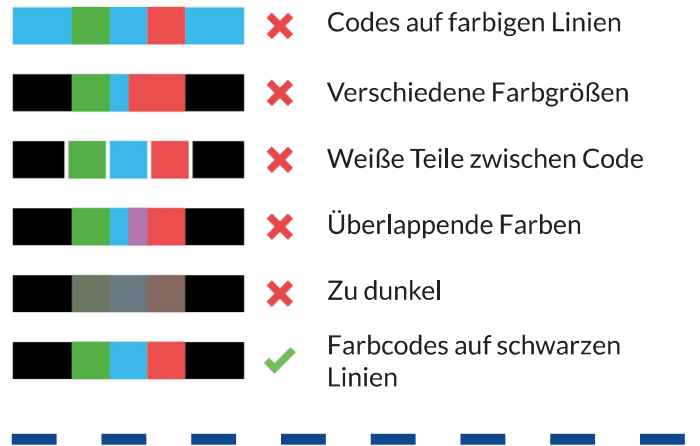 Codes auf farbigen Linien
Verschiedene Farbgrößen
Weiße Teile zwischen Code
Überlappende Farben
Zu dunkel
Farbcodes auf schwarzen
Linien